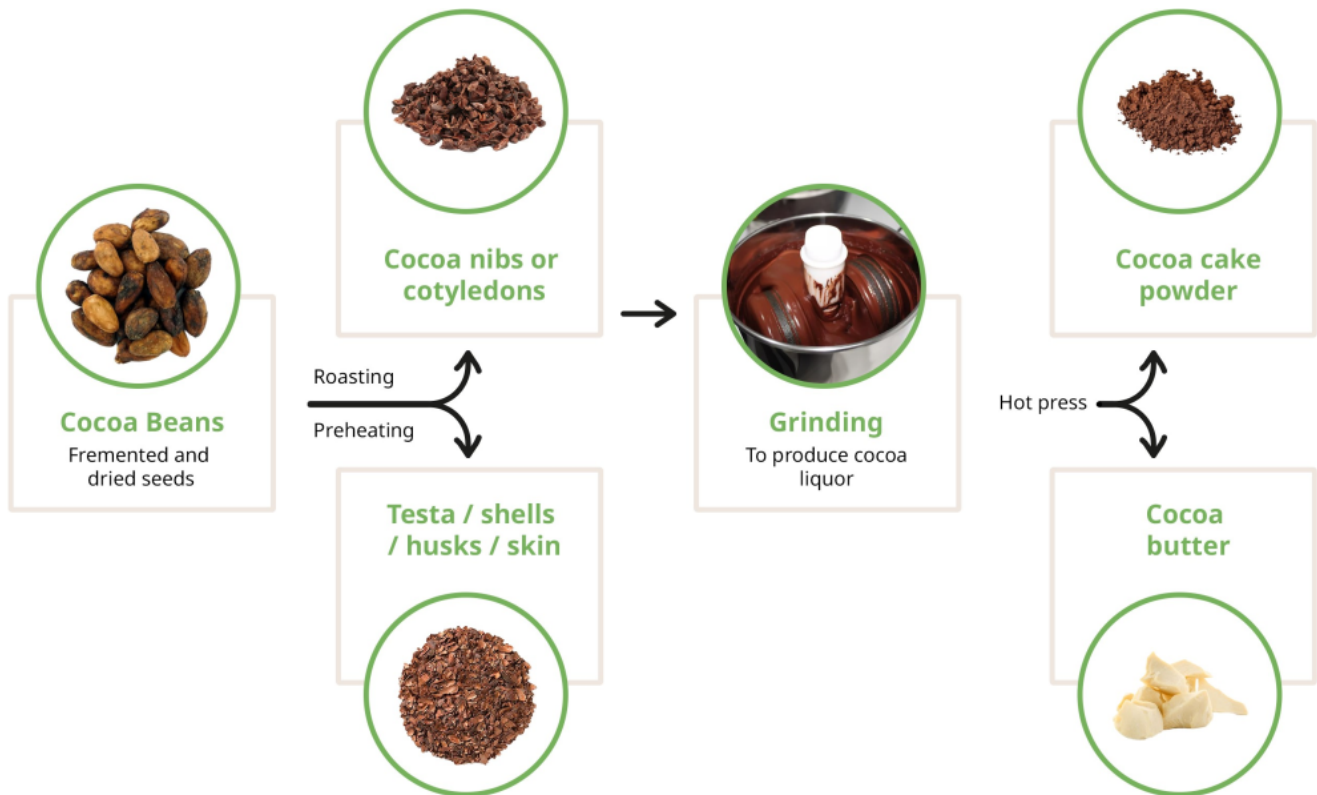 Cocoa Beans
Fremented and
dried seeds
Roasting
Preheating
Cocoa nibs or
cotyledons
Testa / shells
/ husks / skin
Grinding
To produce cocoa
liquor
Hot press
Cocoa cake
powder
Cocoa
butter